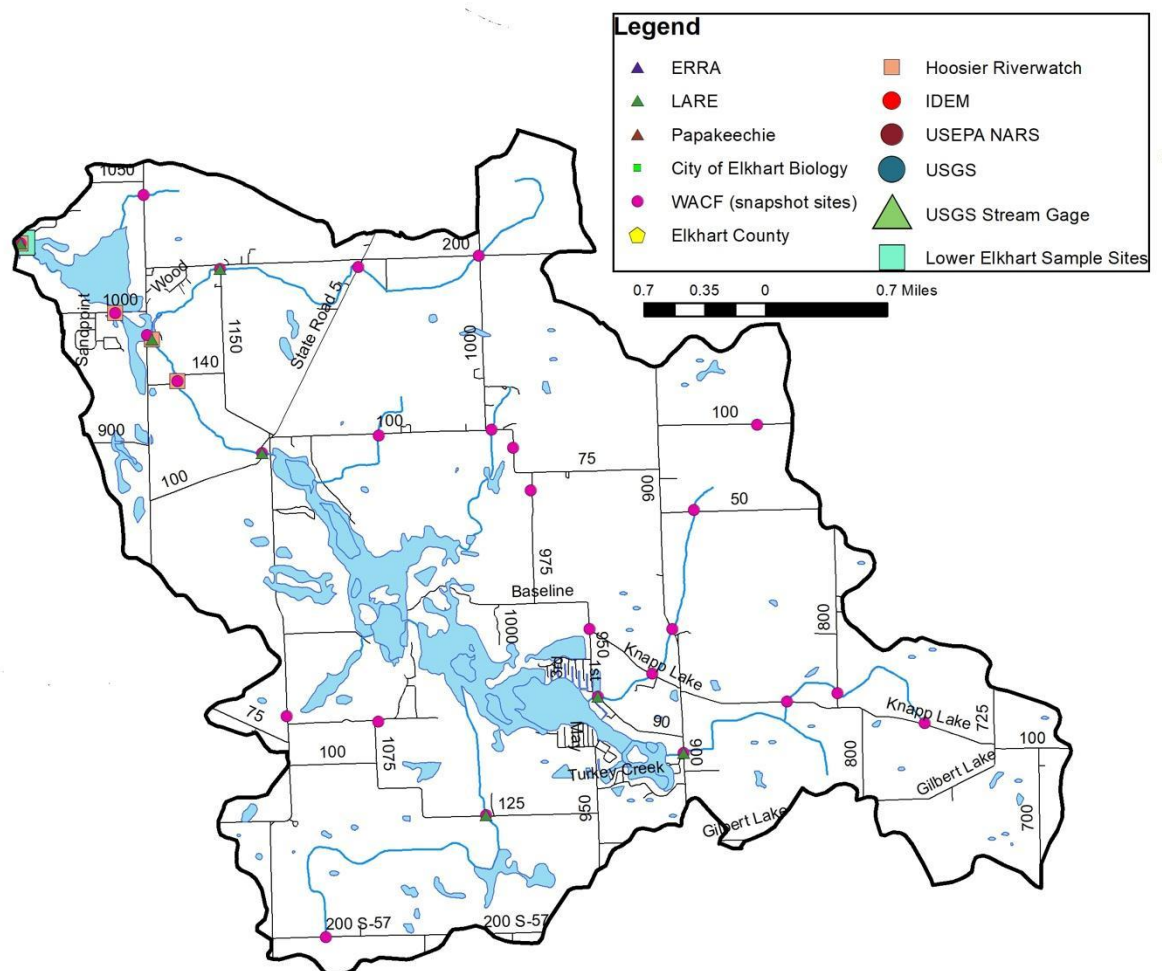 Legend
ERRA
LARE
Papakeechie
City of Elkhart Biology
WACF (snapshot sites)
Elkhart County
Hoosier Riverwatch
IDEM
USEPA NARS
USGS
USGS Stream Gage
Lower Elkhart Sample Sites
0.7 0.35 0 0.7 Miles
1050
200
Wood
1000
Sandpoint
1150
State Road 5
1000
140
100
100
900
75
100
900
50
975
Baseline
1000
800
950
1st
Knapp Lake
3rd
75
90
Knapp Lake
725
May
100
1075
900
800
100
Turkey Creek
Gilbert Lake
125
950
Gilbert Lake
700
200 S-57
200 S-57